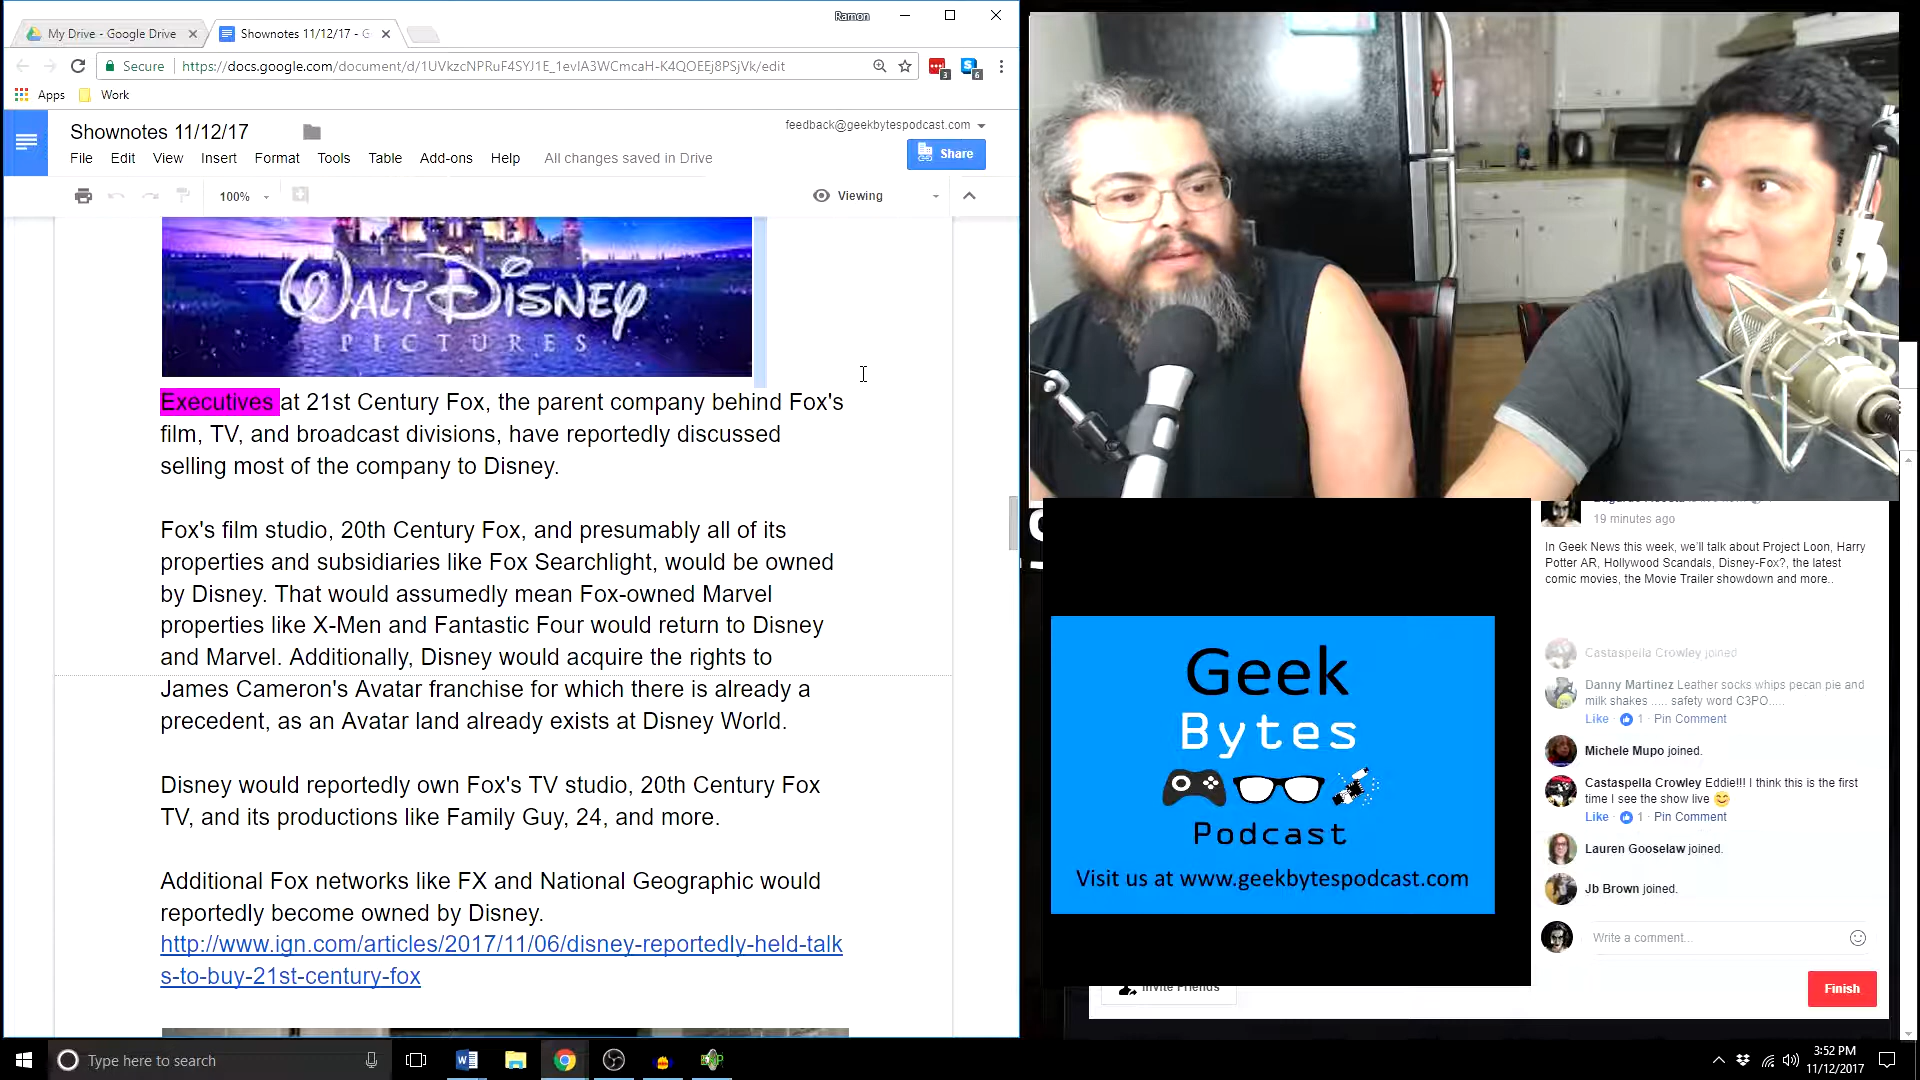 Ramon
My Drive - Google Drive
Shownotes 11/12/17 - G
Secure
https://docs.google.com/document/d/1UVkzcNPRuF4SYJ1E_1evIA3WCmcaH-K4QOEEj8PSjVk/edit
3
6
Apps
Work
Shownotes 11/12/17
feedback@geekbytespodcast.com
File Edit View Insert Format Tools Table Add-ons Help All changes saved in Drive
Share
100%
Viewing
WALT DISNEY
PICTURES
Executives at 21st Century Fox, the parent company behind Fox's
film, TV, and broadcast divisions, have reportedly discussed
selling most of the company to Disney.
Fox's film studio, 20th Century Fox, and presumably all of its
properties and subsidiaries like Fox Searchlight, would be owned
by Disney. That would assumedly mean Fox-owned Marvel
properties like X-Men and Fantastic Four would return to Disney
and Marvel. Additionally, Disney would acquire the rights to
James Cameron's Avatar franchise for which there is already a
precedent, as an Avatar land already exists at Disney World.
Disney would reportedly own Fox's TV studio, 20th Century Fox
TV, and its productions like Family Guy, 24, and more.
Additional Fox networks like FX and National Geographic would
reportedly become owned by Disney.
http://www.ign.com/articles/2017/11/06/disney-reportedly-held-talk
s-to-buy-21st-century-fox
Geek
Bytes
Podcast
Visit us at www.geekbytespodcast.com
19 minutes ago
In Geek News this week, we'll talk about Project Loon, Harry
Potter AR, Hollywood Scandals, Disney-Fox?, the latest
comic movies, the Movie Trailer showdown and more..
Castaspella Crowley joined
Danny Martinez Leather socks whips pecan pie and
milk shakes ..... safety word C3PO.....
Like · 1 · Pin Comment
Michele Mupo joined.
Castaspella Crowley Eddie!!! I think this is the first
time I see the show live
Like · 1 · Pin Comment
Lauren Gooselaw joined.
Jb Brown joined.
Write a comment...
Invite Friends
Finish
Type here to search
3:52 PM
11/12/2017